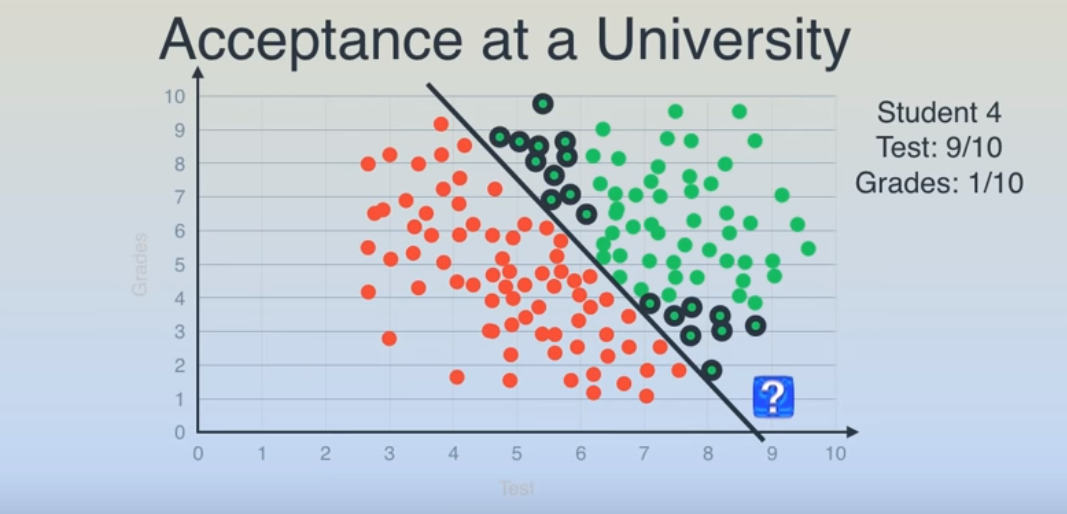 Acceptance at a University
Student 4
Test: 9/10
Grades: 1/10
Grades
10
9
8
7
6
5
4
3
2
1
0
?
0 1 2 3 4 5 6 7 8 9 10
Test